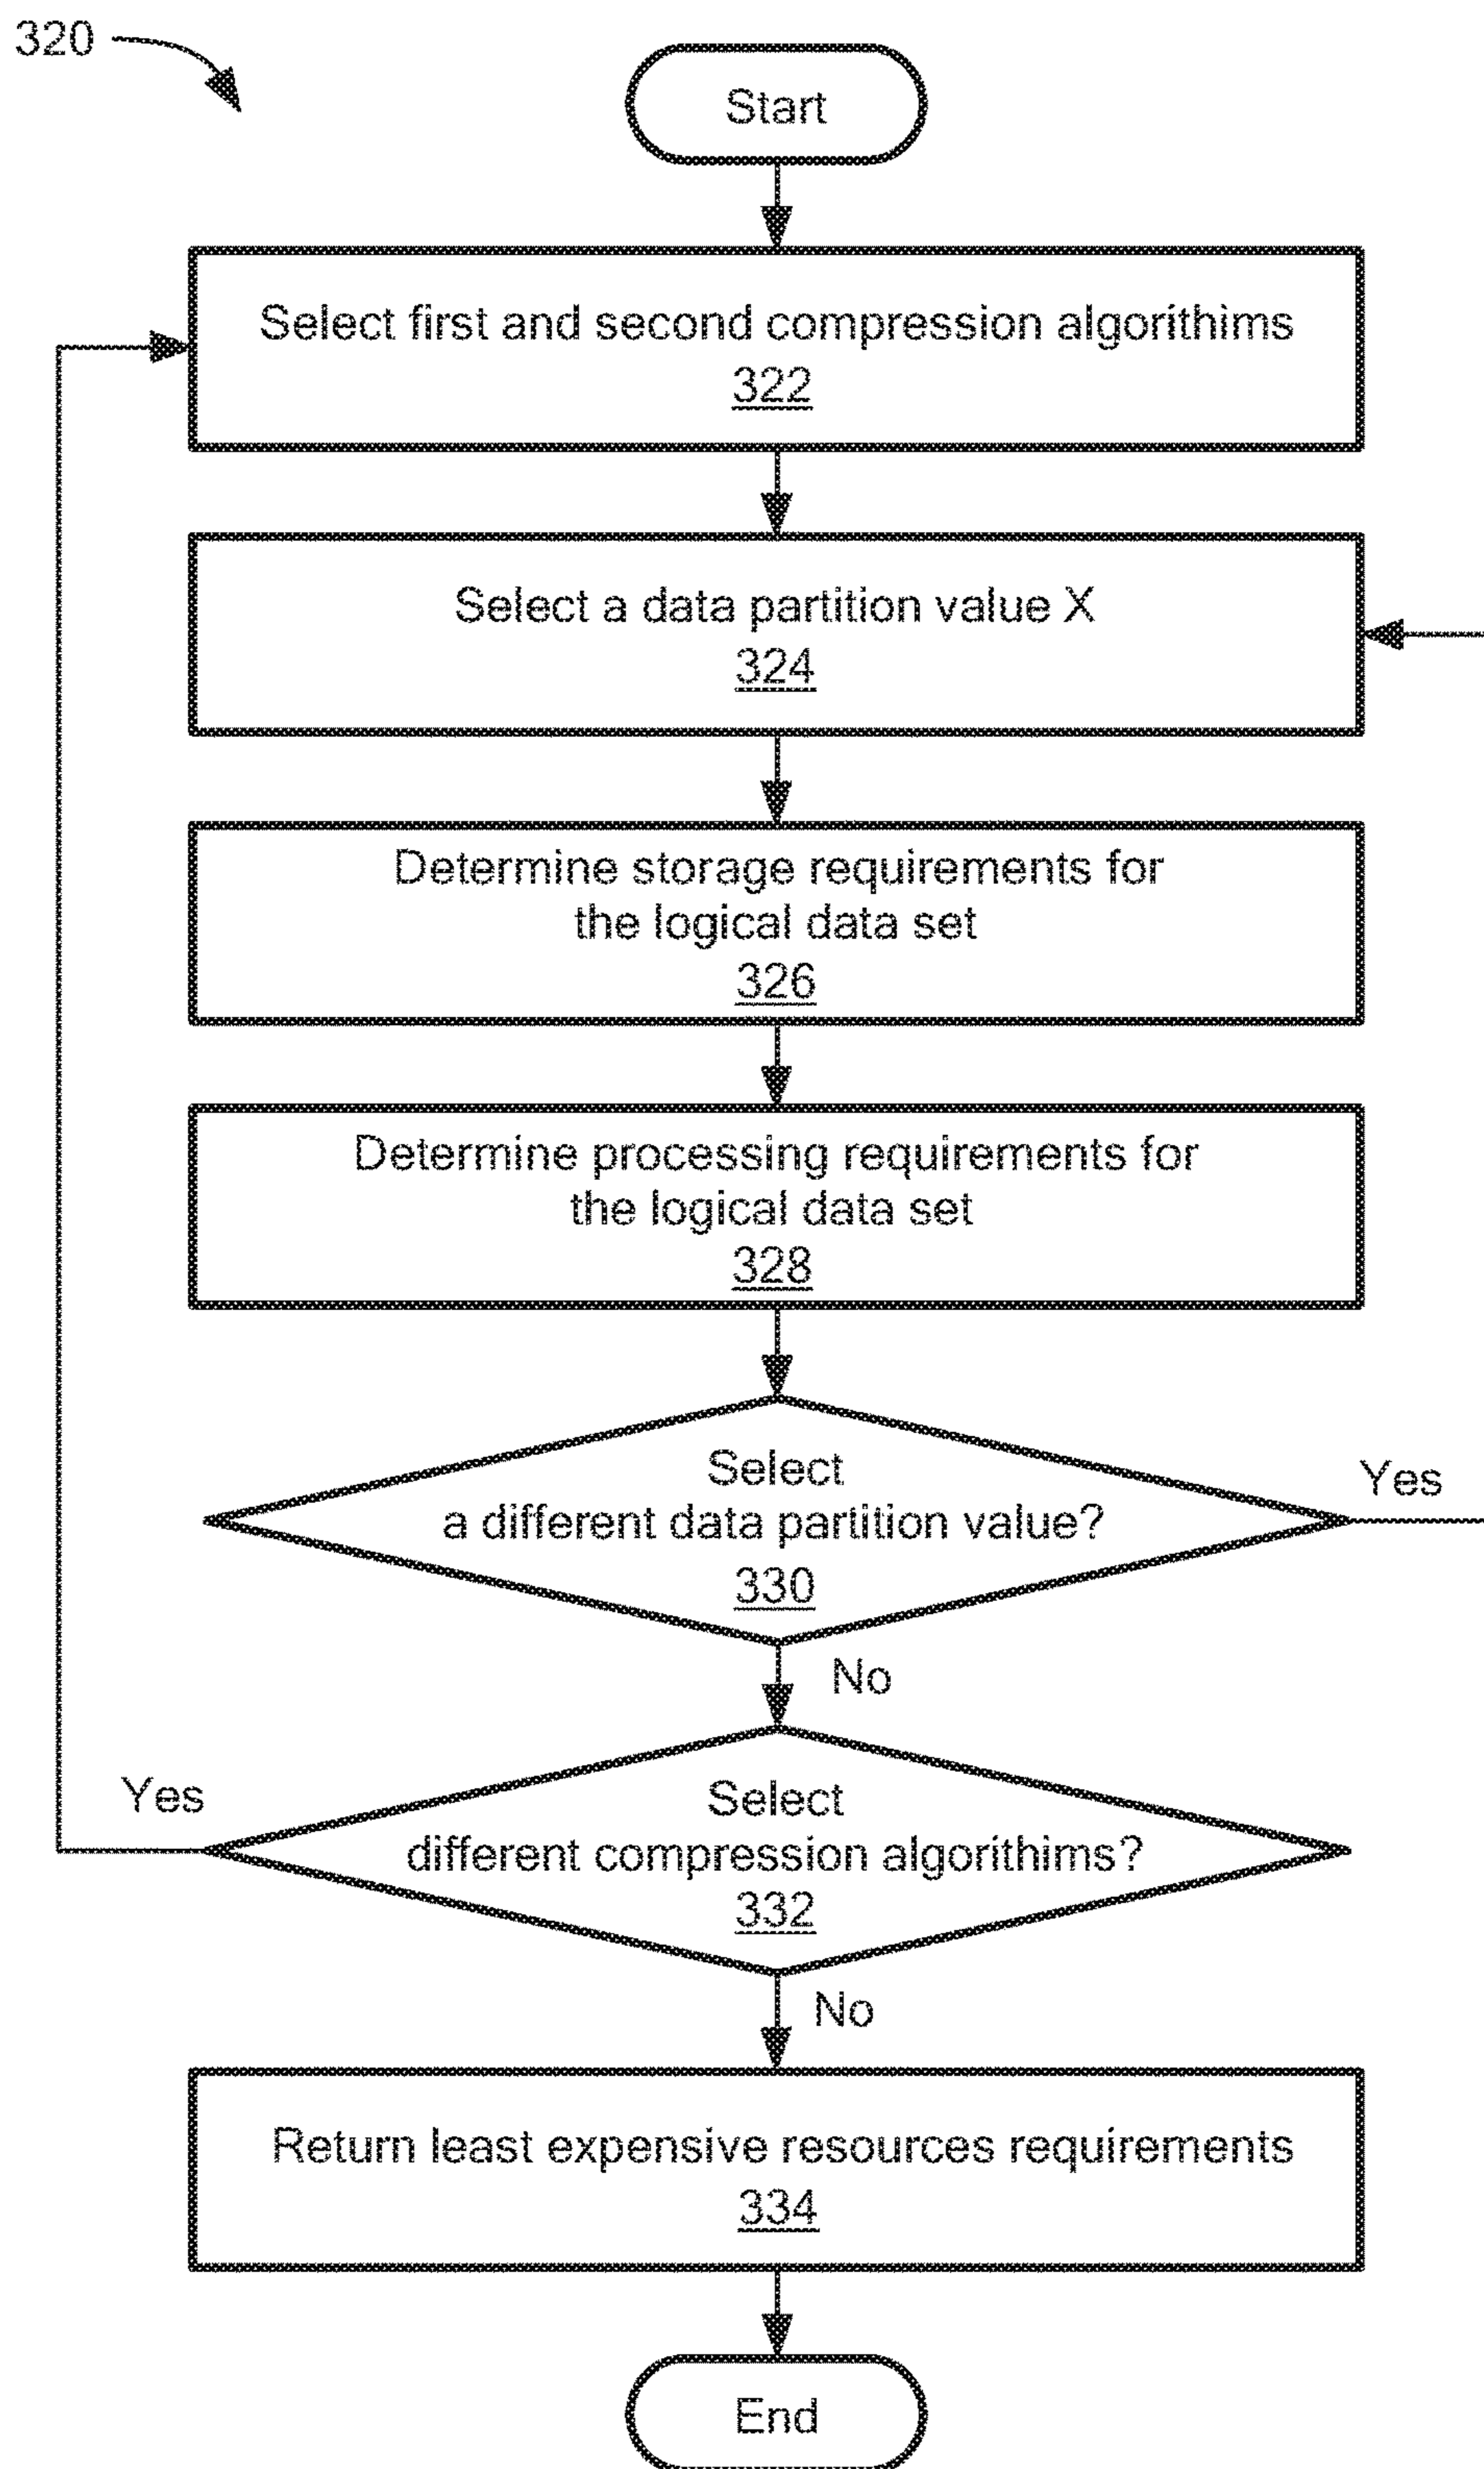 320
Start
Select first and second compression algorithims
322
Select a data partition value X
324
Determine storage requirements for
the logical data set
326
Determine processing requirements for
the logical data set
328
Select
a different data partition value?
330
Yes
No
Select
different compression algorithims?
332
Yes
No
Return least expensive resources requirements
334
End